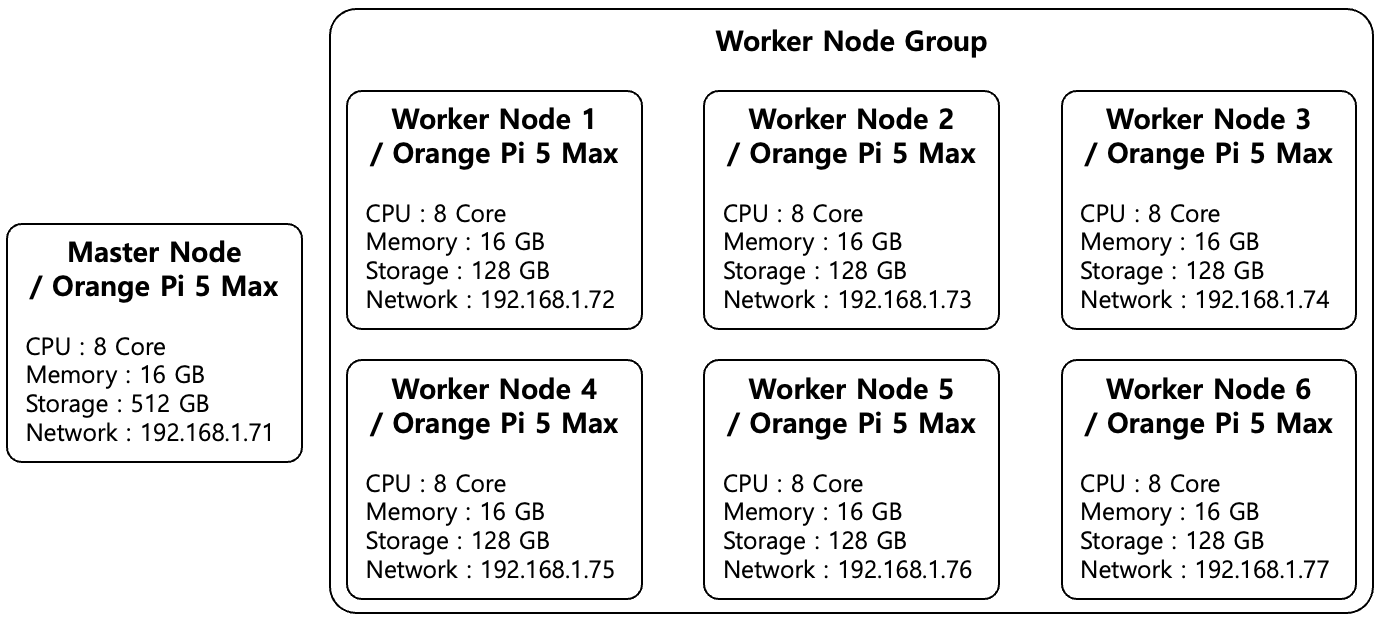 Worker Node Group
Master Node
/ Orange Pi 5 Max
CPU : 8 Core
Memory : 16 GB
Storage : 512 GB
Network : 192.168.1.71
Worker Node 1
/ Orange Pi 5 Max
CPU : 8 Core
Memory : 16 GB
Storage : 128 GB
Network : 192.168.1.72
Worker Node 2
/ Orange Pi 5 Max
CPU : 8 Core
Memory : 16 GB
Storage : 128 GB
Network : 192.168.1.73
Worker Node 3
/ Orange Pi 5 Max
CPU : 8 Core
Memory : 16 GB
Storage : 128 GB
Network : 192.168.1.74
Worker Node 4
/ Orange Pi 5 Max
CPU : 8 Core
Memory : 16 GB
Storage : 128 GB
Network : 192.168.1.75
Worker Node 5
/ Orange Pi 5 Max
CPU : 8 Core
Memory : 16 GB
Storage : 128 GB
Network : 192.168.1.76
Worker Node 6
/ Orange Pi 5 Max
CPU : 8 Core
Memory : 16 GB
Storage : 128 GB
Network : 192.168.1.77